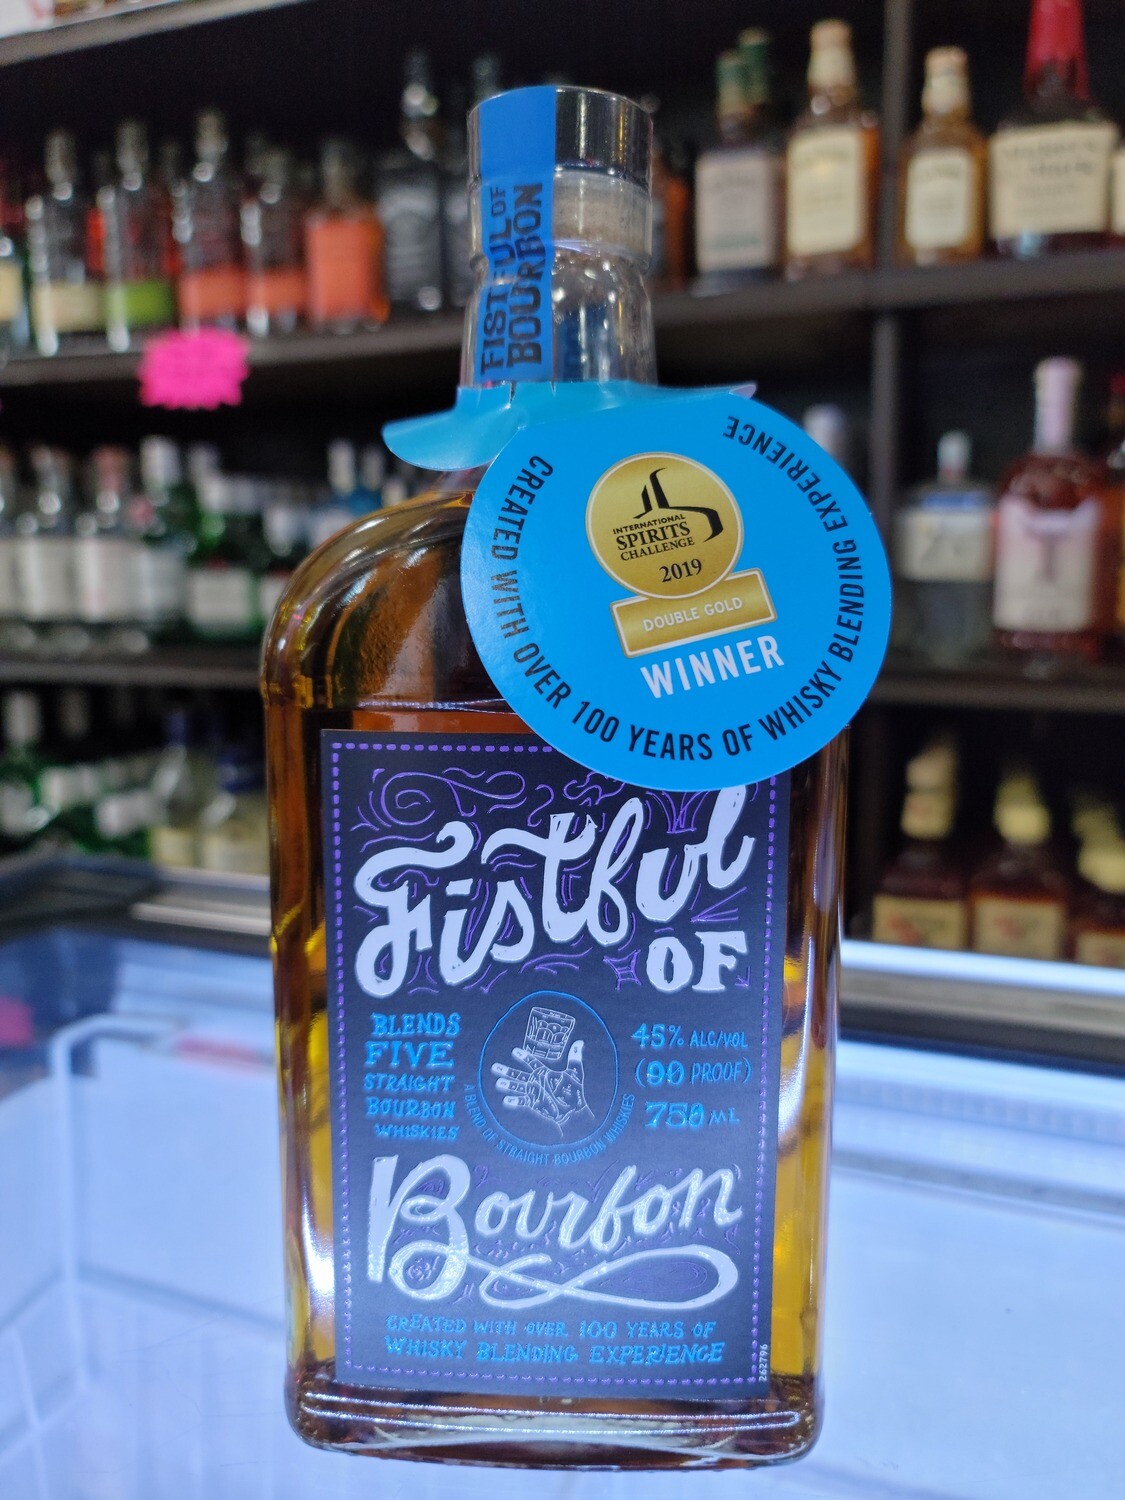 FISTFUL OF
BOURBON
CREATED WITH OVER 100 YEARS OF WHISKY BLENDING EXPERIENCE
INTERNATIONAL
SPIRITS
CHALLENGE
2019
DOUBLE GOLD
WINNER
Fistful
OF
BLENDS
FIVE
STRAIGHT
BOURBON
WHISKIES
A BLEND OF STRAIGHT BOURBON WHISKIES
45% ALC/VOL
(90 PROOF)
750 ML
Bourbon
CREATED WITH OVER 100 YEARS OF
WHISKY BLENDING EXPERIENCE
262796